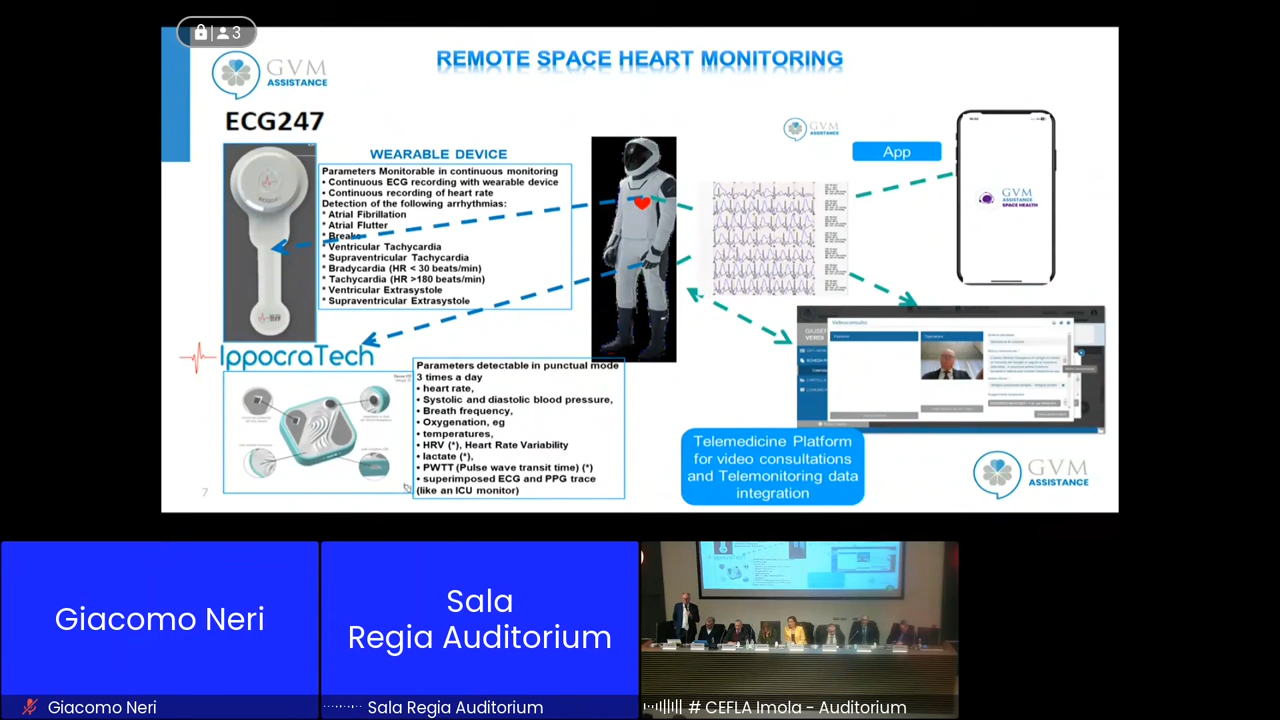 3
REMOTE SPACE HEART MONITORING
GVM
ASSISTANCE
ECG247
WEARABLE DEVICE
Parameters Monitorable in continuous monitoring
• Continuous ECG recording with wearable device
• Continuous recording of heart rate
Detection of the following arrhythmias:
* Atrial Fibrillation
* Atrial Flutter
* Breaks
* Ventricular Tachycardia
* Supraventricular Tachycardia
* Bradycardia (HR < 30 beats/min)
* Tachycardia (HR >180 beats/min)
* Ventricular Extrasystole
* Supraventricular Extrasystole
GVM
ASSISTANCE
App
GVM
ASSISTANCE
SPACE HEALTH
IppocraTech
Parameters detectable in punctual mode
3 times a day
• heart rate,
• Systolic and diastolic blood pressure,
• Breath frequency,
• Oxygenation, eg
• temperatures,
• HRV (*), Heart Rate Variability
• lactate (*),
• PWTT (Pulse wave transit time) (*)
• superimposed ECG and PPG trace
(like an ICU monitor)
Videoconsulto
VERDI
Telemedicine Platform
for video consultations
and Telemonitoring data
integration
GVM
ASSISTANCE
7
Giacomo Neri
Sala
Regia Auditorium
Giacomo Neri
Sala Regia Auditorium
# CEFLA Imola - Auditorium